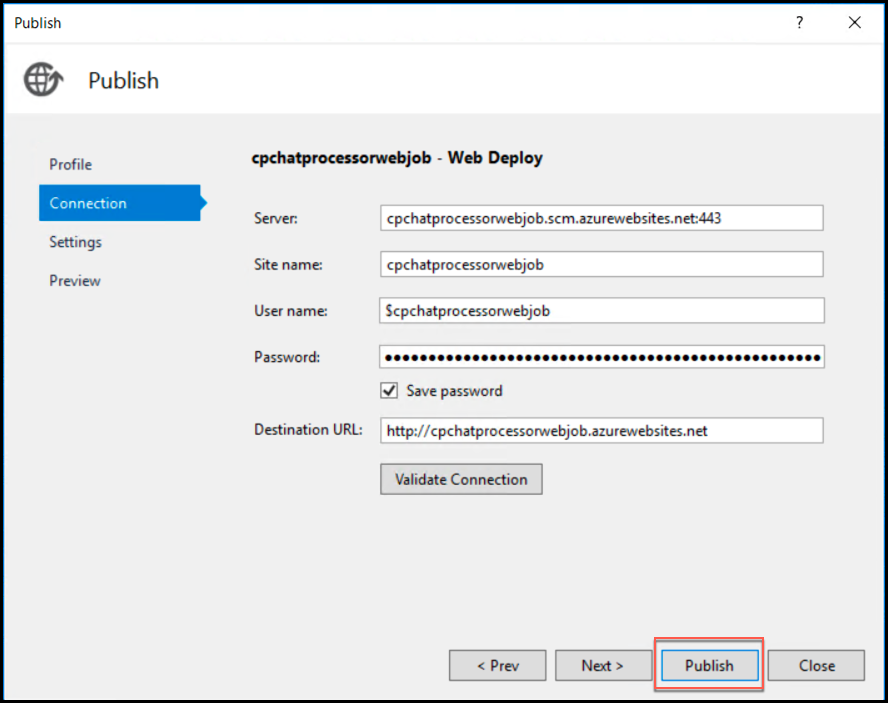 Publish
?
Publish
Profile
Connection
Settings
Preview
cpchatprocessorwebjob - Web Deploy
Server: cpchatprocessorwebjob.scm.azurewebsites.net:443
Site name: cpchatprocessorwebjob
User name: $cpchatprocessorwebjob
Password: ••••••••••••••••••••••••••••••••••••••••••••••••••
Save password
Destination URL: http://cpchatprocessorwebjob.azurewebsites.net
Validate Connection
< Prev Next > Publish Close